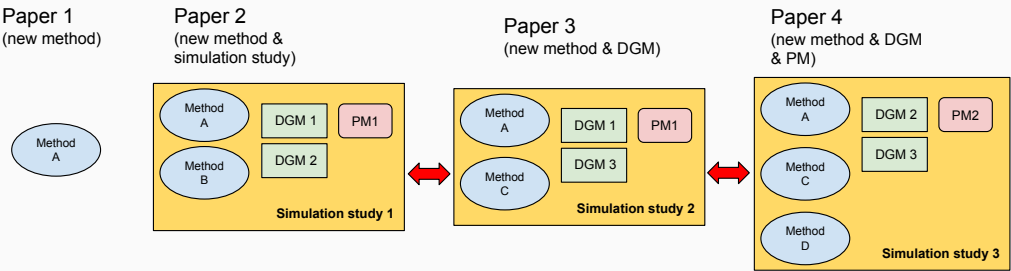 Paper 1
(new method)
Method
A
Paper 2
(new method &
simulation study)
Method
A
DGM 1
PM1
Method
B
DGM 2
Simulation study 1
Paper 3
(new method & DGM)
Method
A
DGM 1
PM1
Method
C
DGM 3
Simulation study 2
Paper 4
(new method & DGM
& PM)
Method
A
DGM 2
PM2
Method
C
DGM 3
Method
D
Simulation study 3